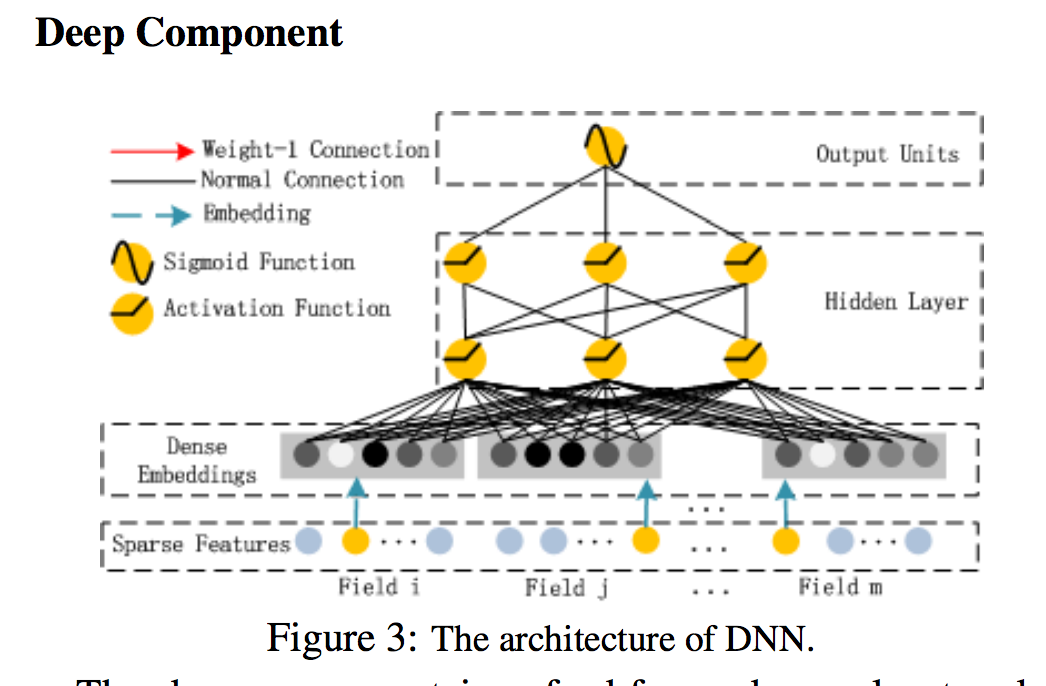 Deep Component
Weight-1 Connection
Normal Connection
Embedding
Sigmoid Function
Activation Function
Output Units
Hidden Layer
Dense
Embeddings
...
Sparse Features ... ... ... ...
Field i Field j ... Field m
Figure 3: The architecture of DNN.